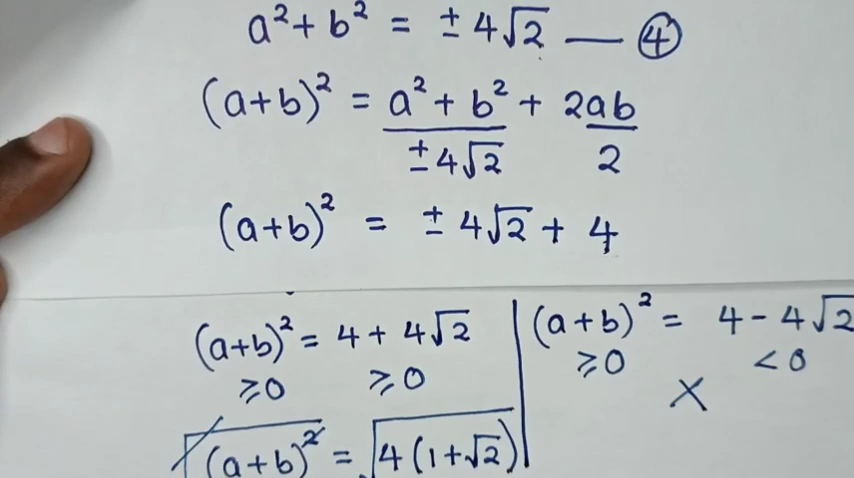 a² + b² = ± 4√2 — ④
(a+b)² = a² + b² + 2ab
± 4√2 2
(a+b)² = ± 4√2 + 4
(a+b)² = 4 + 4√2
≥0 ≥0
√(a+b)² = √4(1+√2)
(a+b)² = 4 - 4√2
≥0 < 0
×